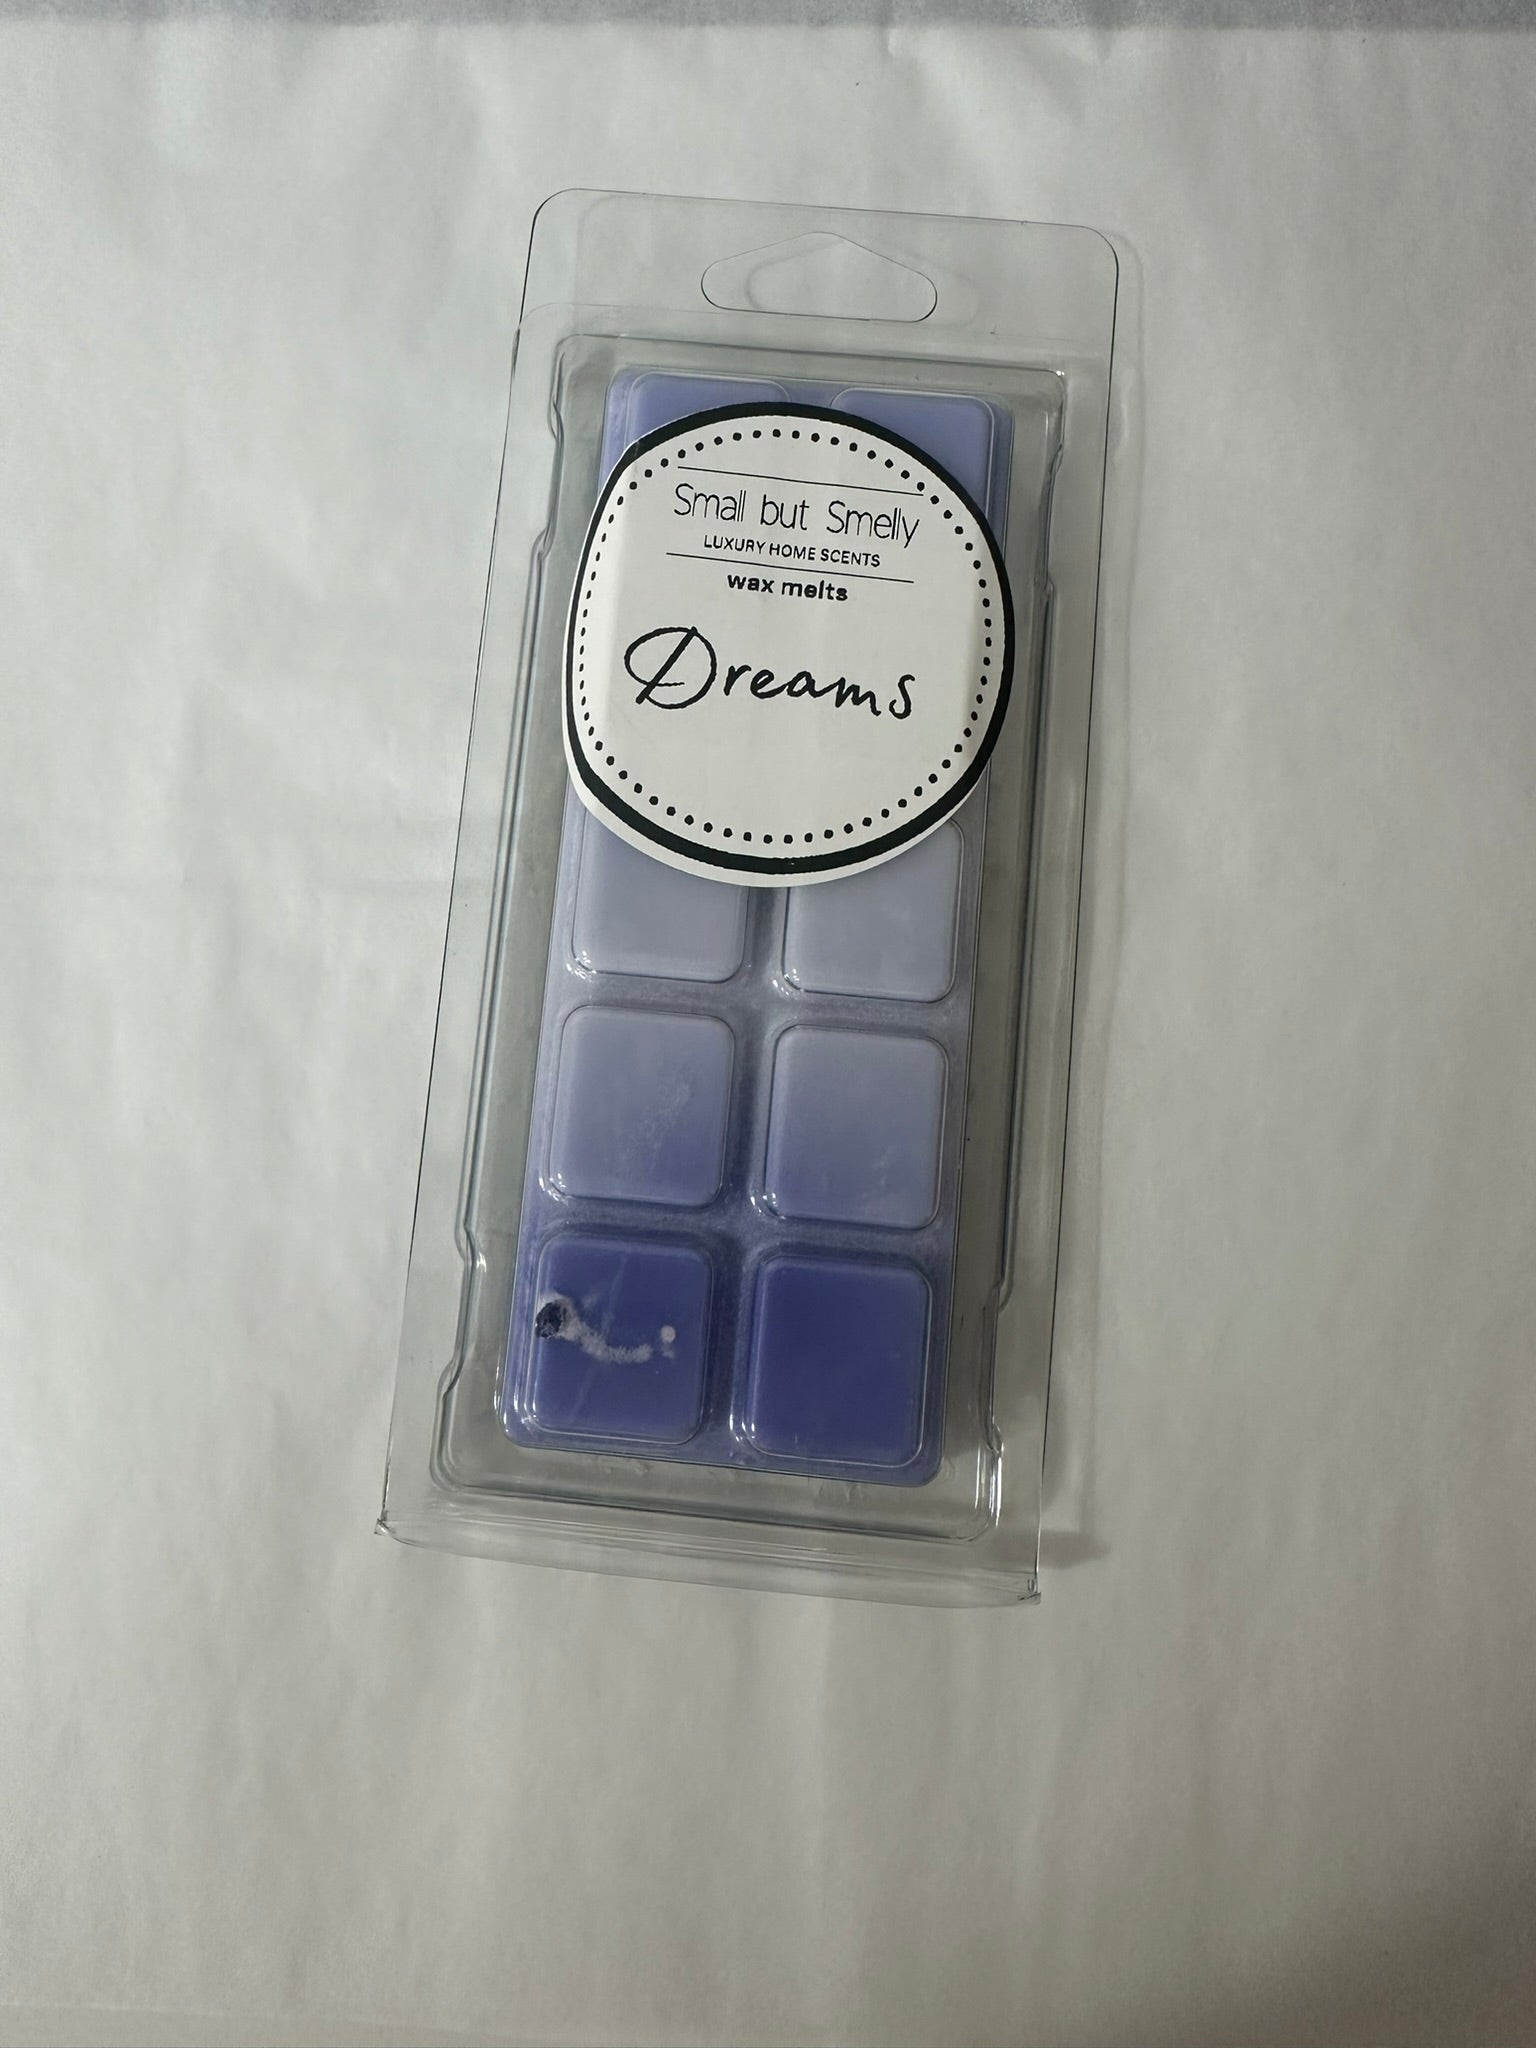 Small but Smelly
LUXURY HOME SCENTS
wax melts
Dreams